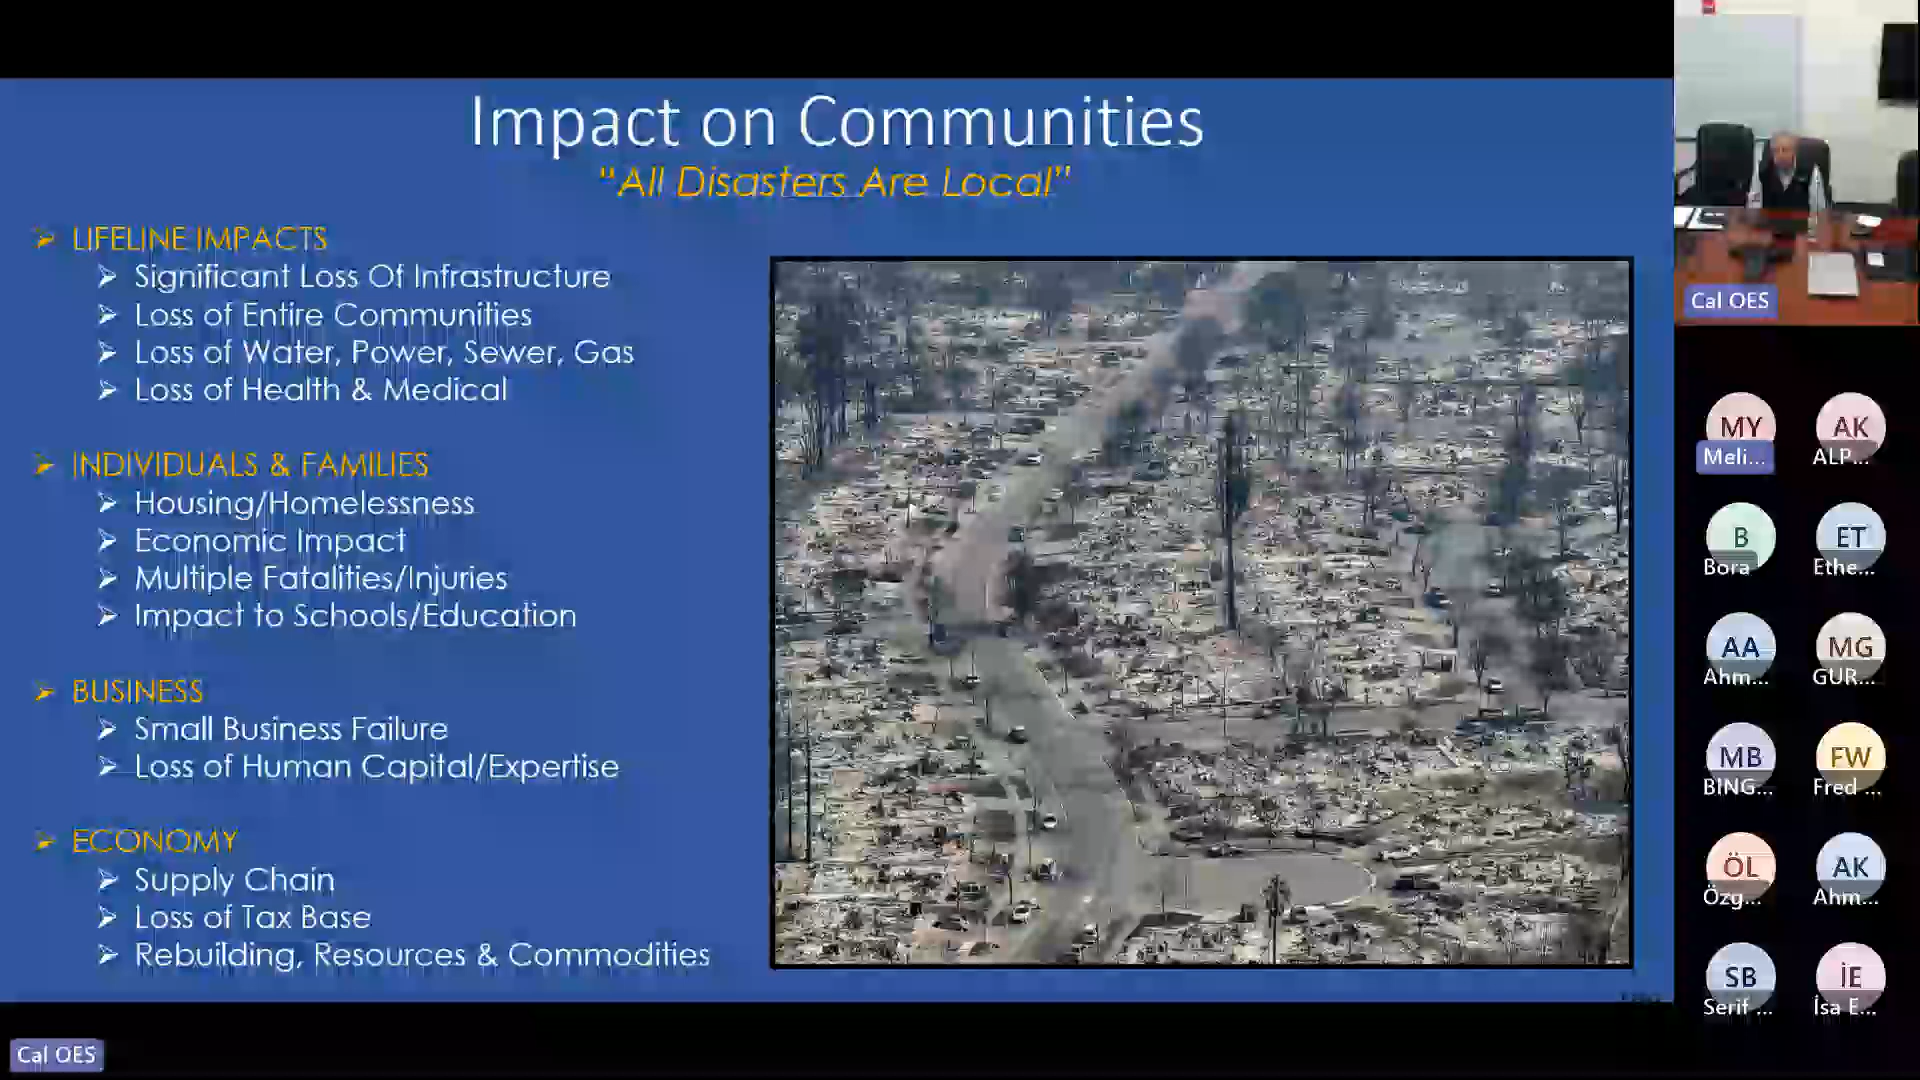 Impact on Communities
“All Disasters Are Local”
LIFELINE IMPACTS
Significant Loss Of Infrastructure
Loss of Entire Communities
Loss of Water, Power, Sewer, Gas
Loss of Health & Medical
INDIVIDUALS & FAMILIES
Housing/Homelessness
Economic Impact
Multiple Fatalities/Injuries
Impact to Schools/Education
BUSINESS
Small Business Failure
Loss of Human Capital/Expertise
ECONOMY
Supply Chain
Loss of Tax Base
Rebuilding, Resources & Commodities
Cal OES
Cal OES
MY
Meli...
AK
ALP...
B
Bora
ET
Ethe...
AA
Ahm...
MG
GUR...
MB
BING...
FW
Fred ...
ÖL
Özg...
AK
Ahm...
SB
Serif ...
İE
İsa E...